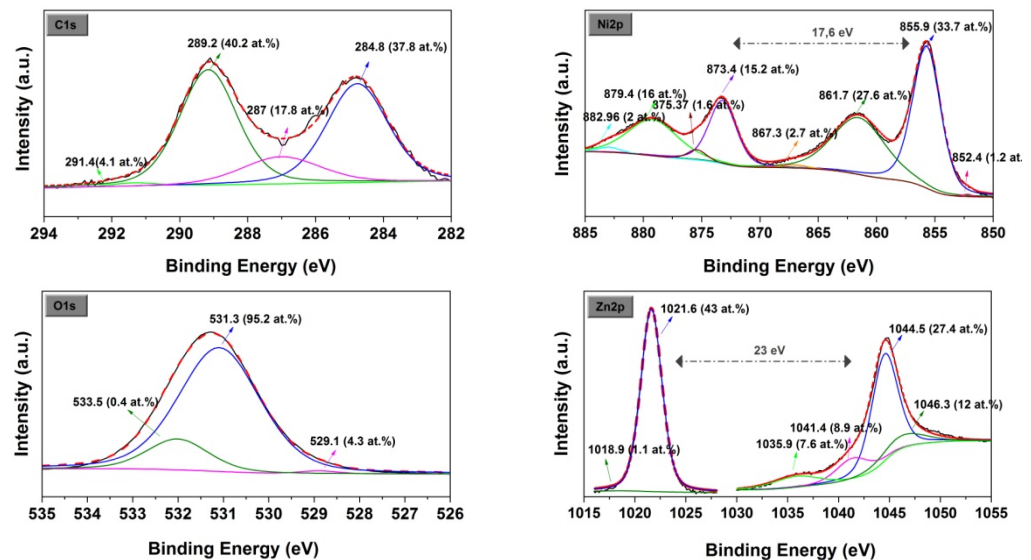 C1s
289.2 (40.2 at.%)
284.8 (37.8 at.%)
287 (17.8 at.%)
291.4(4.1 at.%)
Intensity (a.u.)
294 292 290 288 286 284 282
Binding Energy (eV)
Ni2p
855.9 (33.7 at.%)
17,6 eV
873.4 (15.2 at.%)
879.4 (16 at.%)
861.7 (27.6 at.%)
875.37 (1.6 at.%)
882.96 (2 at.%)
867.3 (2.7 at.%)
852.4 (1.2 at.
Intensity (a.u.)
885 880 875 870 865 860 855 850
Binding Energy (eV)
O1s
531.3 (95.2 at.%)
533.5 (0.4 at.%)
529.1 (4.3 at.%)
Intensity (a.u.)
535 534 533 532 531 530 529 528 527 526
Binding Energy (eV)
Zn2p
1021.6 (43 at.%)
1044.5 (27.4 at.%)
23 eV
1046.3 (12 at.%)
1041.4 (8.9 at.%)
1035.9 (7.6 at.%)
1018.9 (1.1 at.%)
Intensity (a.u.)
1015 1020 1025 1030 1035 1040 1045 1050 1055
Binding Energy (eV)